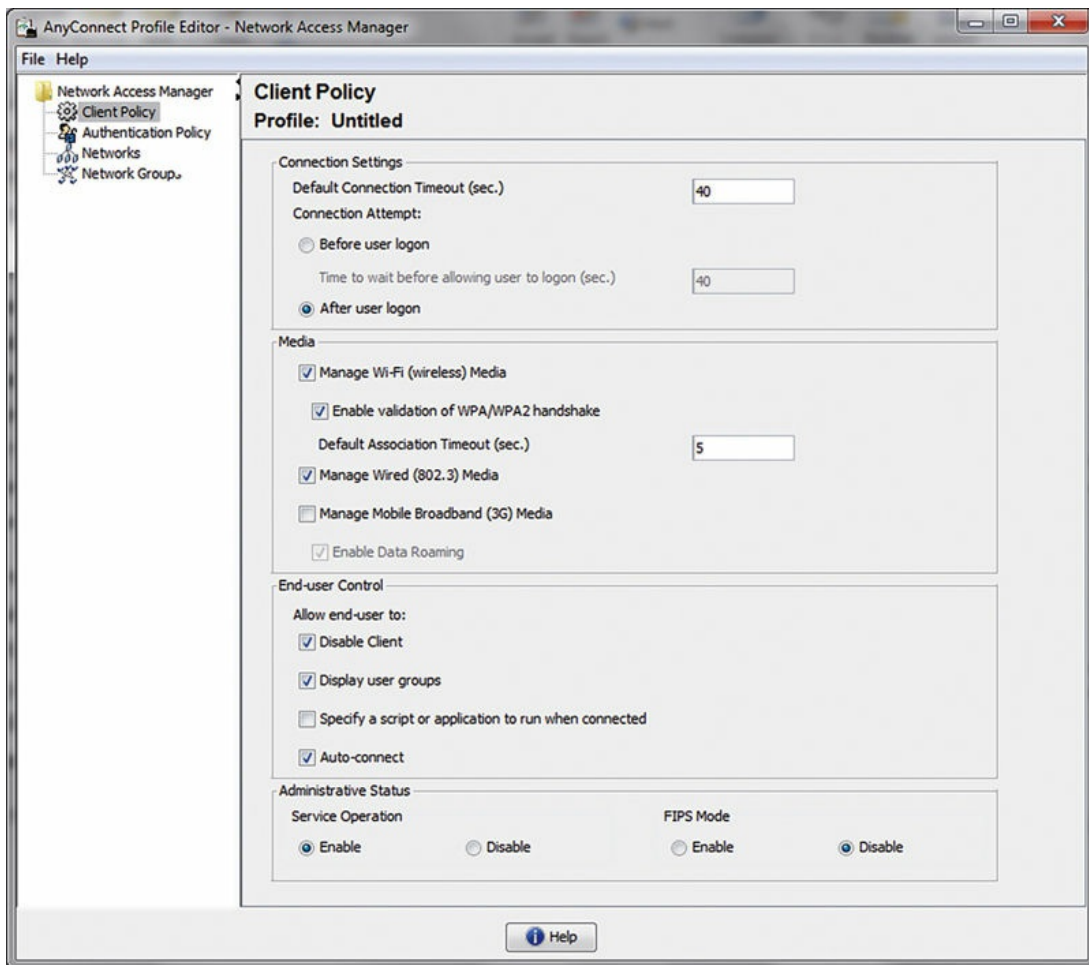 AnyConnect Profile Editor - Network Access Manager
File Help
Network Access Manager
Client Policy
Authentication Policy
Networks
Network Groups
Client Policy
Profile: Untitled
Connection Settings
Default Connection Timeout (sec.) 40
Connection Attempt:
Before user logon
Time to wait before allowing user to logon (sec.) 40
After user logon
Media
Manage Wi-Fi (wireless) Media
Enable validation of WPA/WPA2 handshake
Default Association Timeout (sec.) 5
Manage Wired (802.3) Media
Manage Mobile Broadband (3G) Media
Enable Data Roaming
End-user Control
Allow end-user to:
Disable Client
Display user groups
Specify a script or application to run when connected
Auto-connect
Administrative Status
Service Operation FIPS Mode
Enable Disable Enable Disable
Help